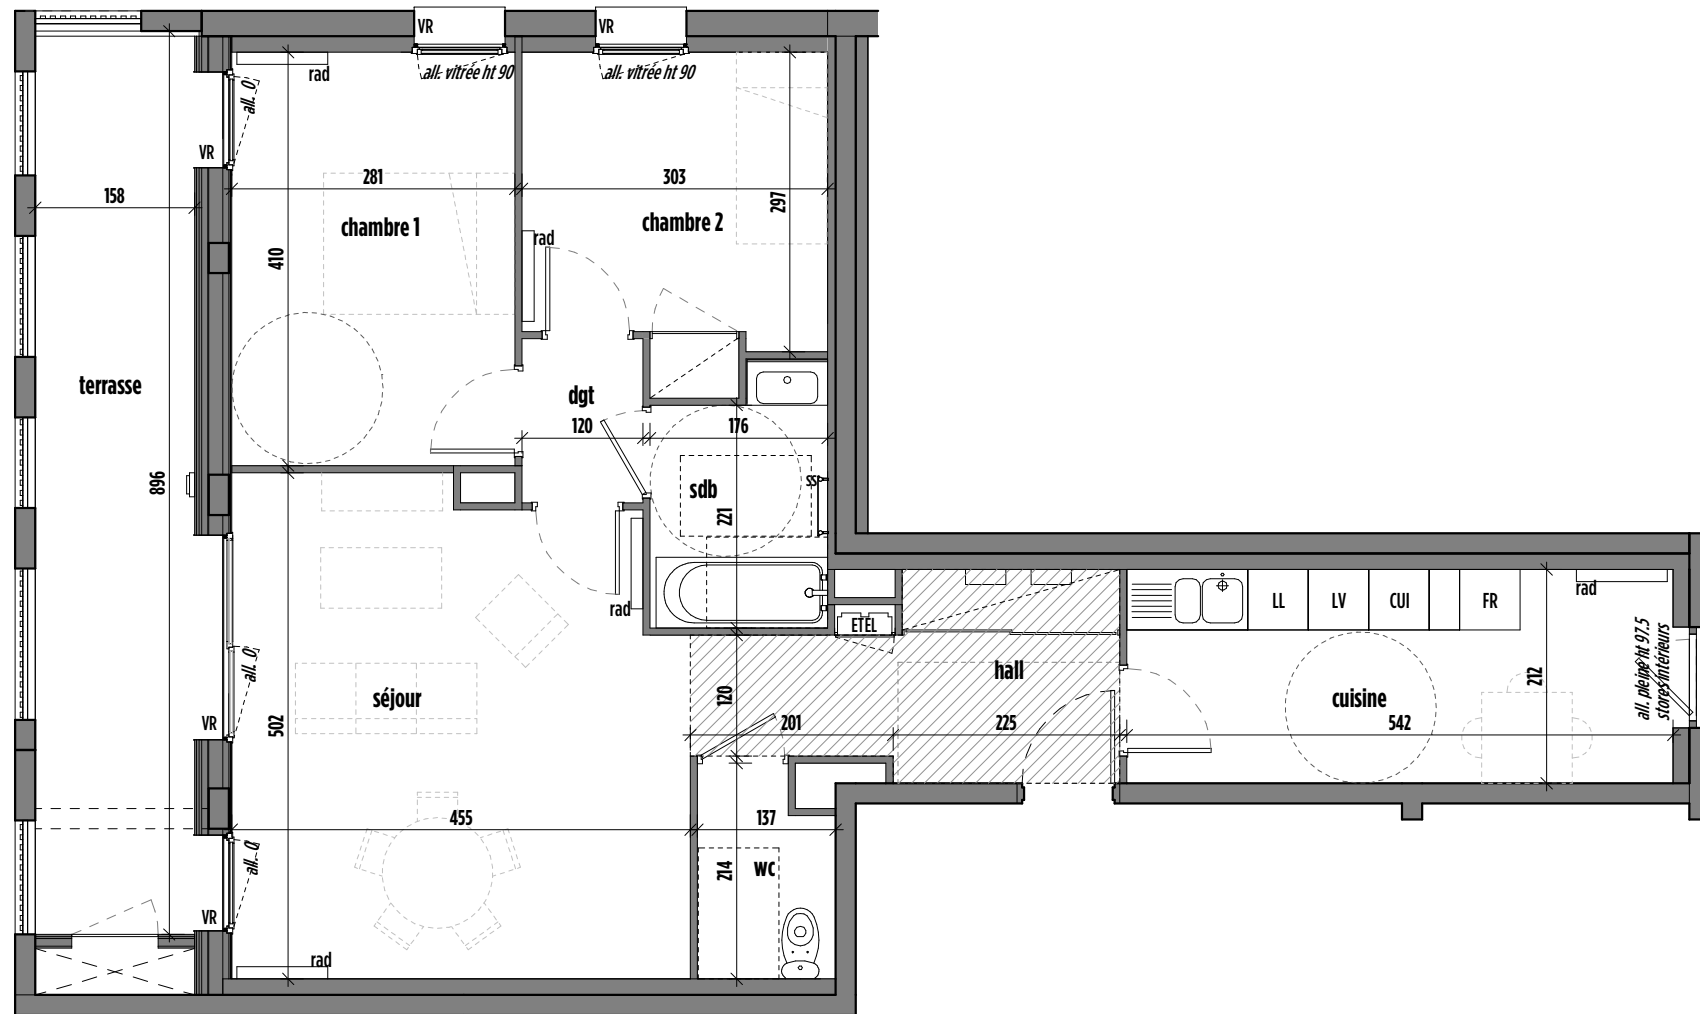 VR
VR
rad
all. vitrée ht 90
all. vitrée ht 90
all. 0
VR
158
281
303
297
chambre 1
chambre 2
rad
410
terrasse
dgt
120
176
896
sdb
ss
221
rad
ETEL
LL
LV
CUI
FR
rad
all. 0
séjour
hall
cuisine
all. pleine ht 97.5
stores intérieurs
212
120
502
VR
201
225
542
455
137
214
wc
all. 0
VR
rad